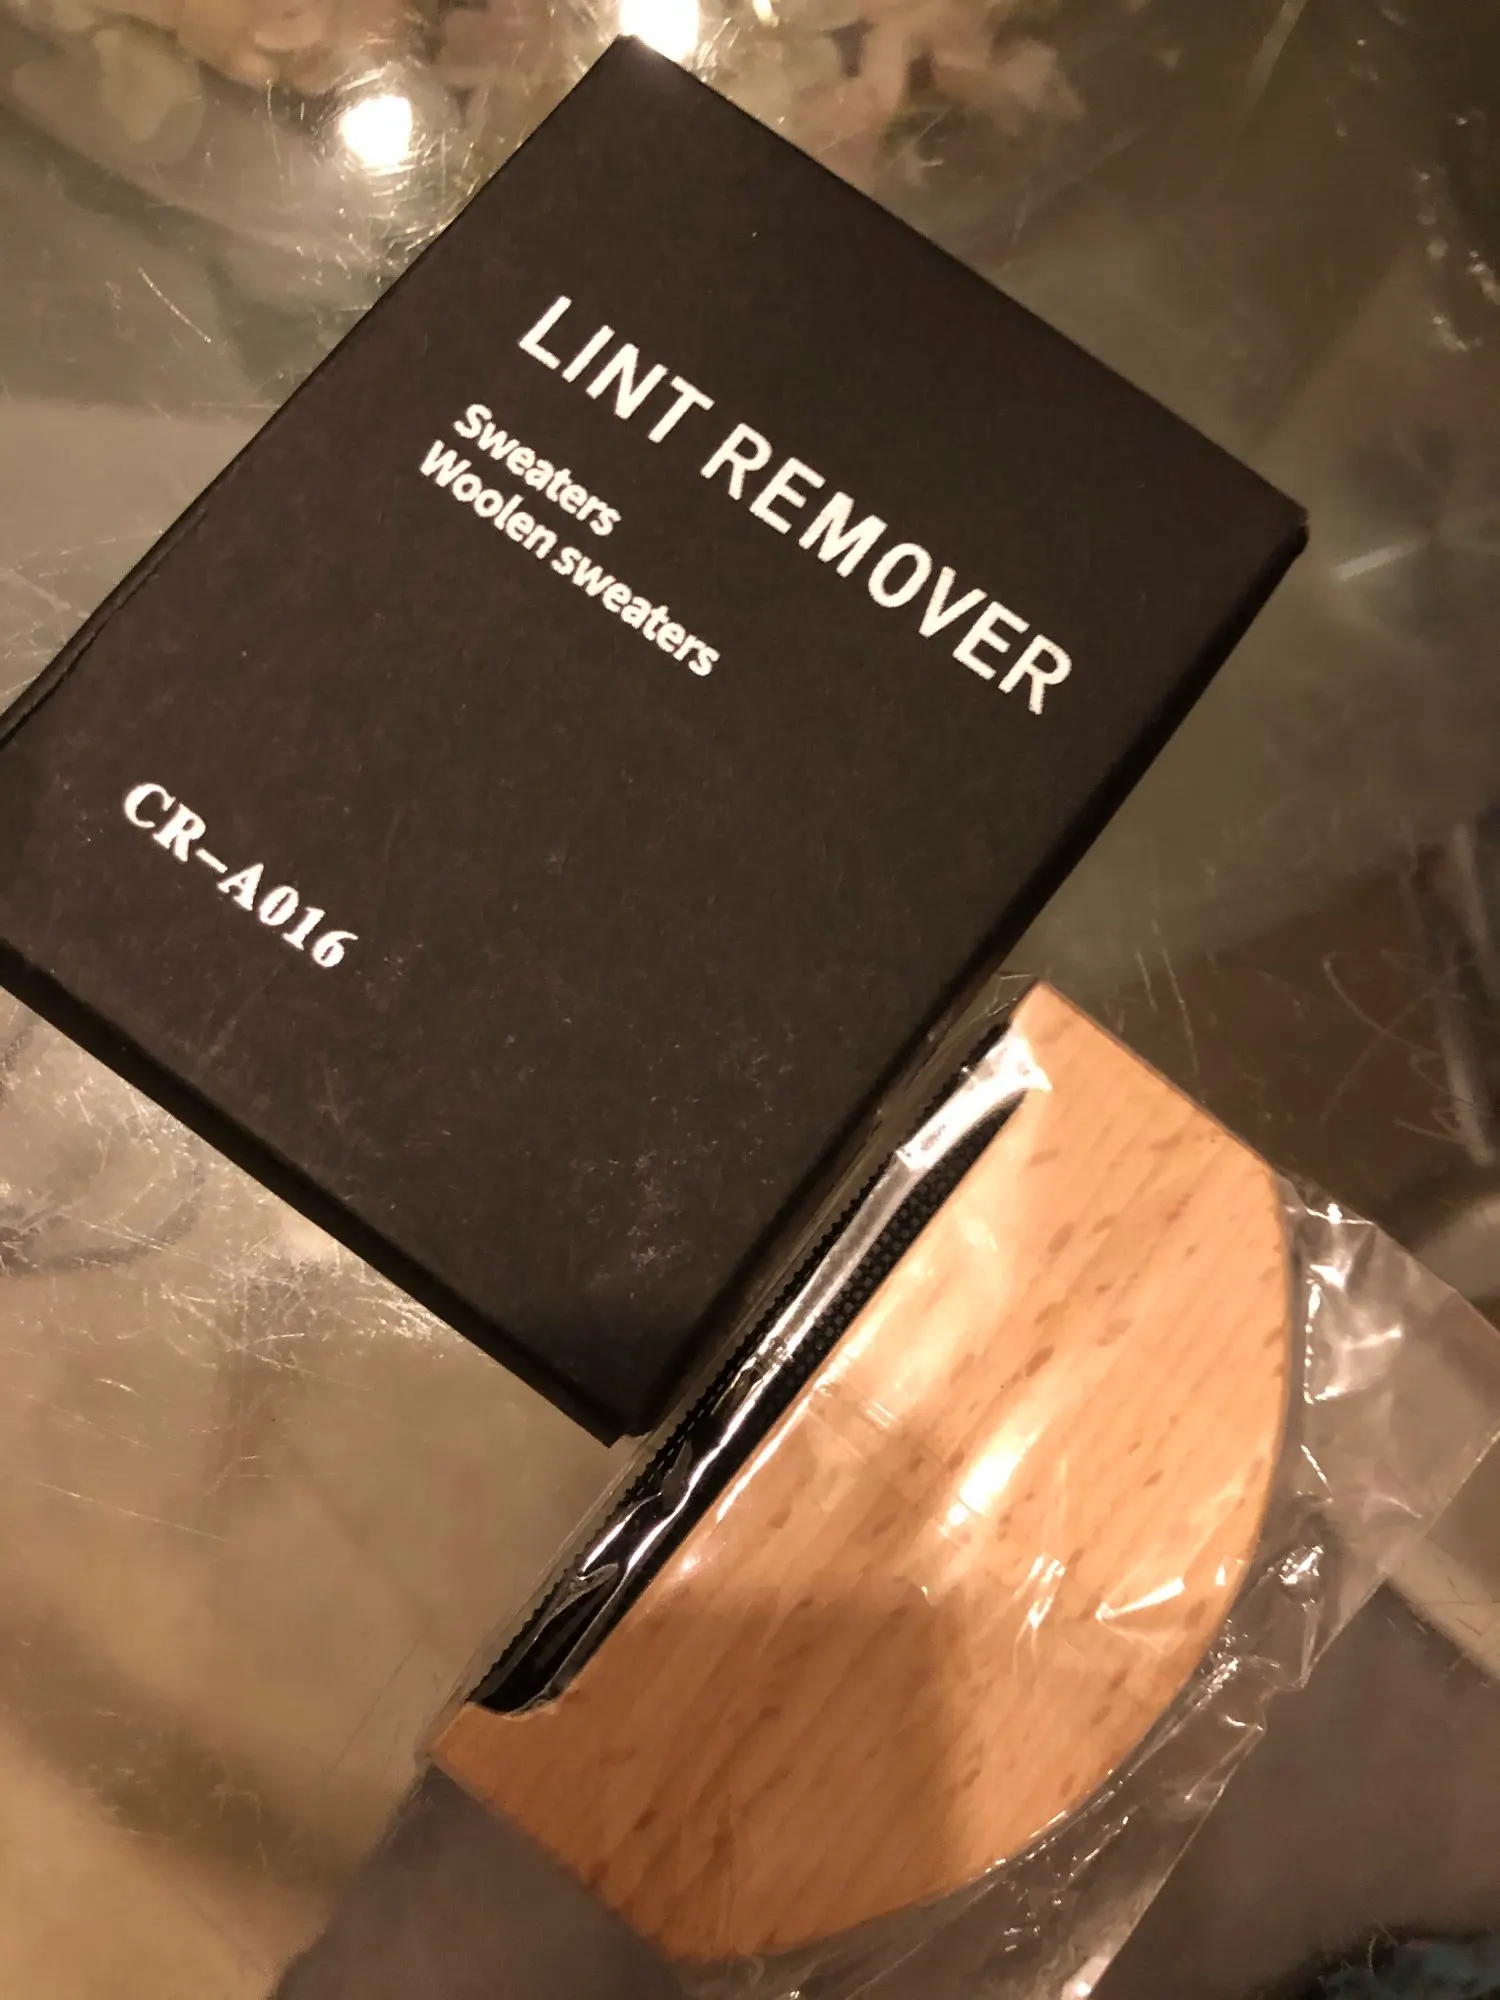 LINT REMOVER
Sweaters
Woolen sweaters
CR-A016